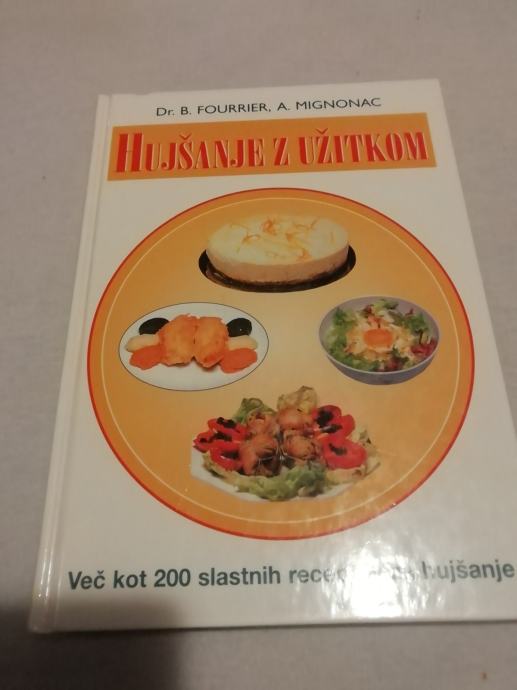 Dr. B. FOURRIER, A. MIGNONAC
HUJŠANJE Z UŽITKOM
Več kot 200 slastnih hujšanje